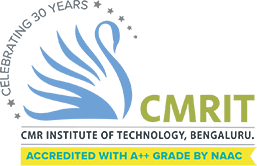 CELEBRATING 30 YEARS
CMRIT
CMR INSTITUTE OF TECHNOLOGY, BENGALURU.
ACCREDITED WITH A++ GRADE BY NAAC